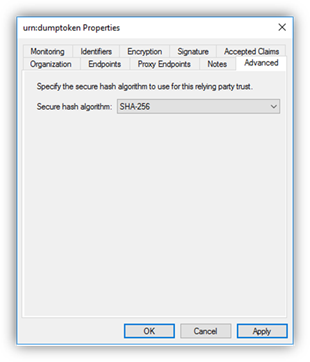 urn:dumptoken Properties
Monitoring Identifiers Encryption Signature Accepted Claims
Organization Endpoints Proxy Endpoints Notes Advanced
Specify the secure hash algorithm to use for this relying party trust.
Secure hash algorithm: SHA-256
OK Cancel Apply